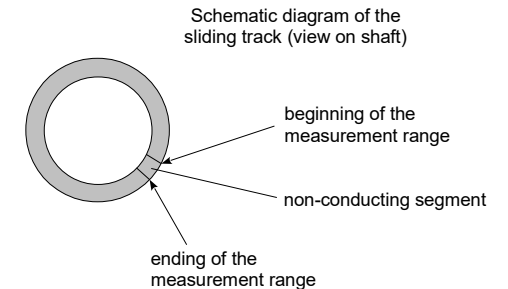 Schematic diagram of the
sliding track (view on shaft)
beginning of the
measurement range
non-conducting segment
ending of the
measurement range